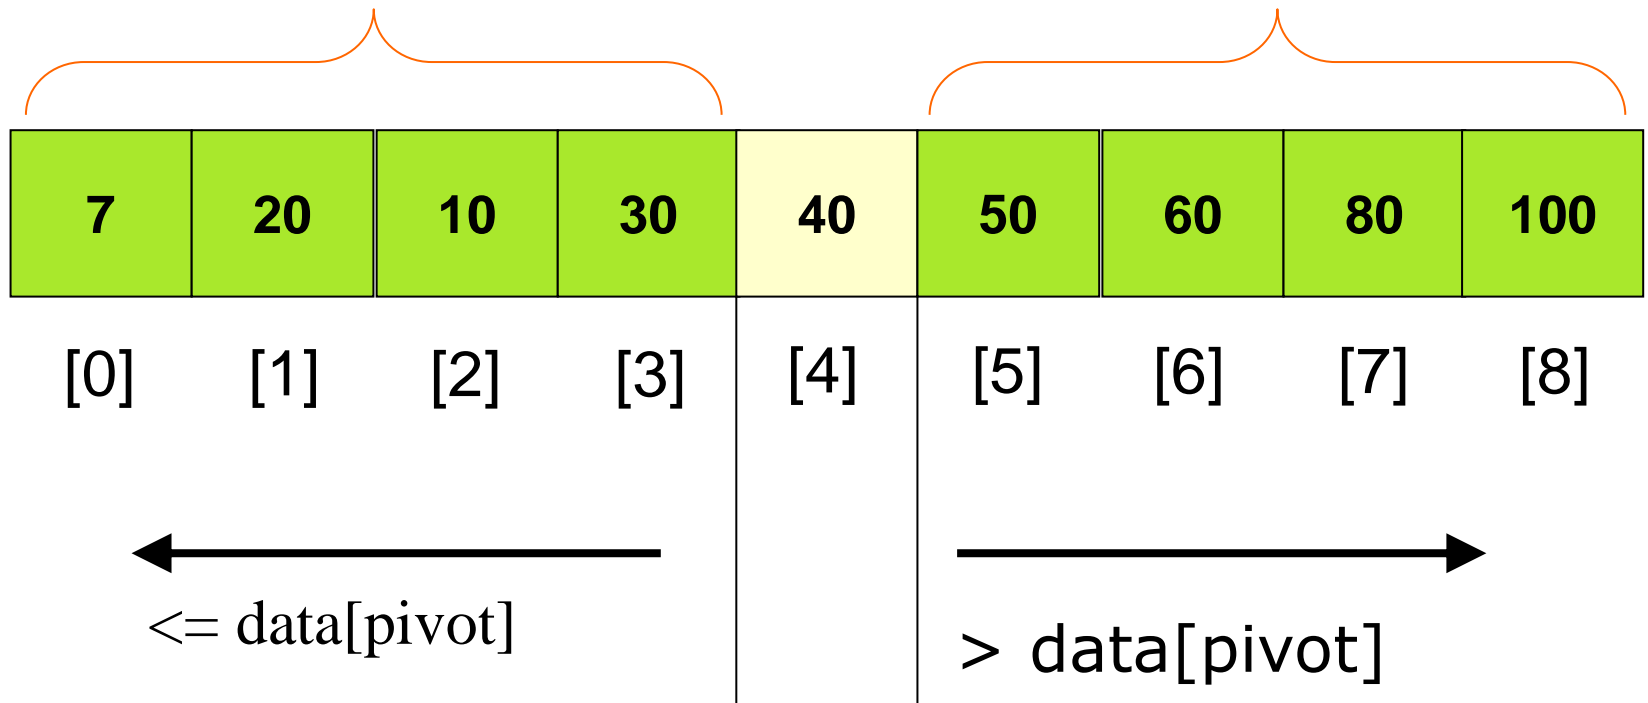 7 20 10 30 40 50 60 80 100
[0] [1] [2] [3] [4] [5] [6] [7] [8]
<= data[pivot]
> data[pivot]